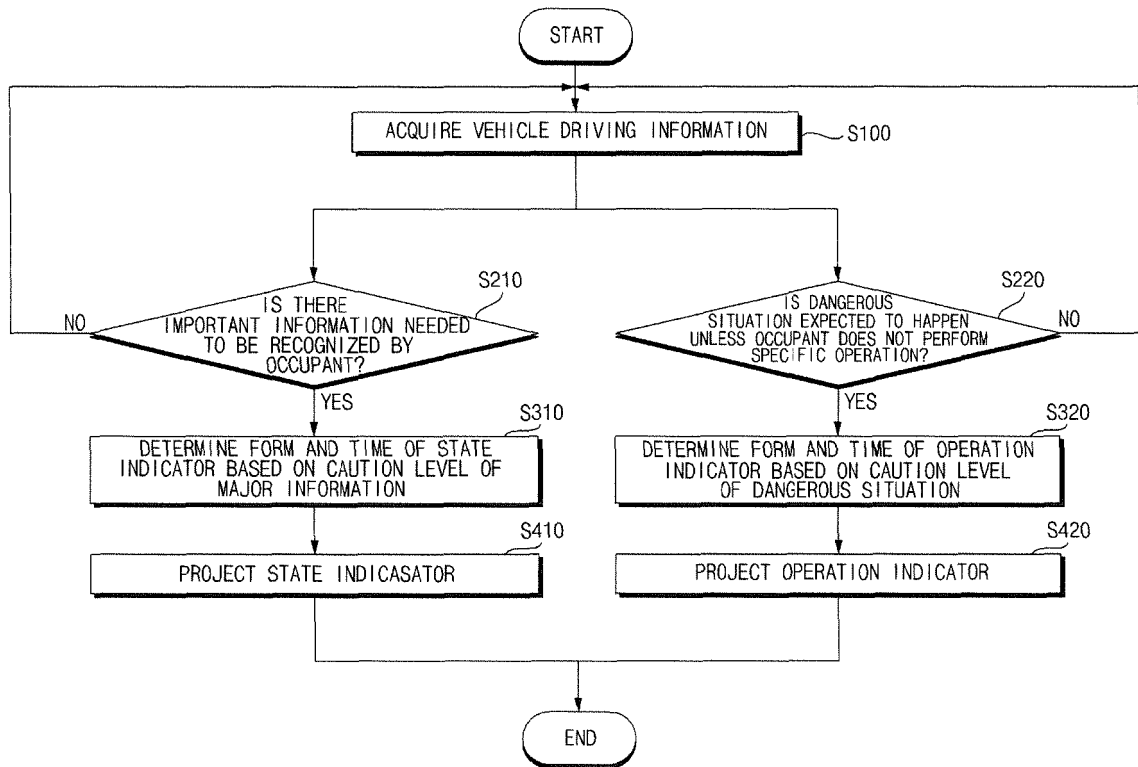 START
ACQUIRE VEHICLE DRIVING INFORMATION
S100
S210
IS THERE
IMPORTANT INFORMATION NEEDED
TO BE RECOGNIZED BY
OCCUPANT?
NO
YES
S220
IS DANGEROUS
SITUATION EXPECTED TO HAPPEN
UNLESS OCCUPANT DOES NOT PERFORM
SPECIFIC OPERATION?
NO
YES
S310
DETERMINE FORM AND TIME OF STATE
INDICATOR BASED ON CAUTION LEVEL OF
MAJOR INFORMATION
S320
DETERMINE FORM AND TIME OF OPERATION
INDICATOR BASED ON CAUTION LEVEL
OF DANGEROUS SITUATION
S410
PROJECT STATE INDICASATOR
S420
PROJECT OPERATION INDICATOR
END